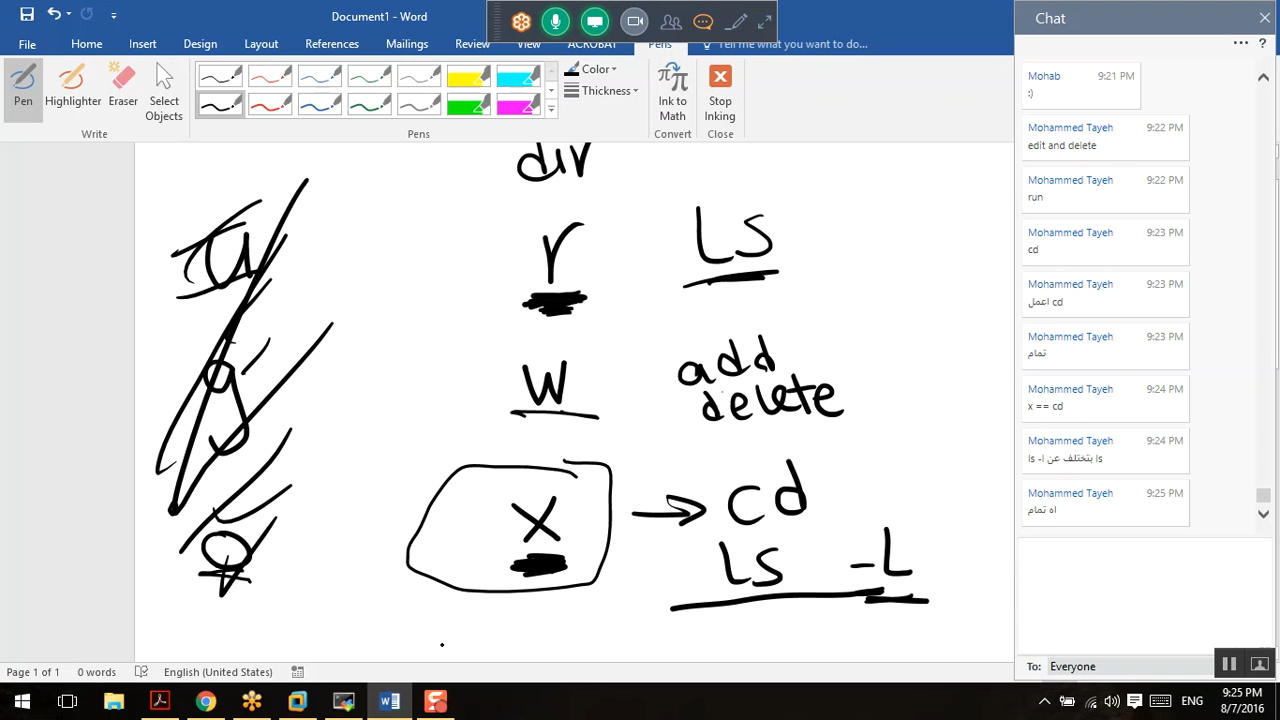 Document1 - Word
File
Home
Insert
Design
Layout
References
Mailings
Review
View
ACROBAT
Pens
Tell me what you want to do...
Pen
Highlighter
Eraser
Select
Objects
Color
Thickness
Ink to
Math
Stop
Inking
Write
Pens
Convert
Close
dir
r LS
w add
delete
x cd
LS -L
Chat
Mohab 9:21 PM
:)
Mohammed Tayeh 9:22 PM
edit and delete
Mohammed Tayeh 9:22 PM
run
Mohammed Tayeh 9:23 PM
cd
Mohammed Tayeh 9:23 PM
اعمل cd
Mohammed Tayeh 9:23 PM
تمام
Mohammed Tayeh 9:24 PM
x == cd
Mohammed Tayeh 9:24 PM
ls بتختلف عن ls -l
Mohammed Tayeh 9:25 PM
اه تمام
To: Everyone
Page 1 of 1 0 words English (United States)
ENG
9:25 PM
8/7/2016